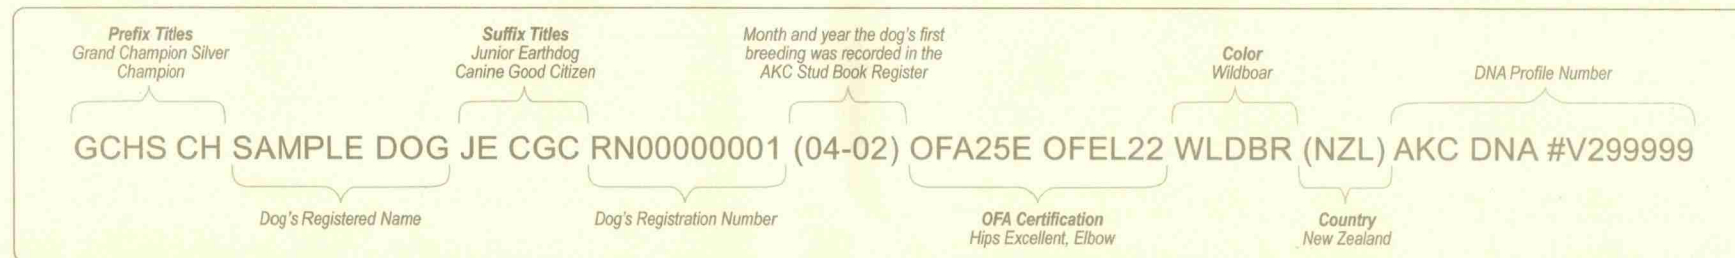 Prefix Titles
Grand Champion Silver
Champion
Suffix Titles
Junior Earthdog
Canine Good Citizen
Month and year the dog's first
breeding was recorded in the
AKC Stud Book Register
Color
Wildboar
DNA Profile Number
GCHS CH SAMPLE DOG JE CGC RN00000001 (04-02) OFA25E OFEL22 WLDBR (NZL) AKC DNA #V299999
Dog's Registered Name
Dog's Registration Number
OFA Certification
Hips Excellent, Elbow
Country
New Zealand